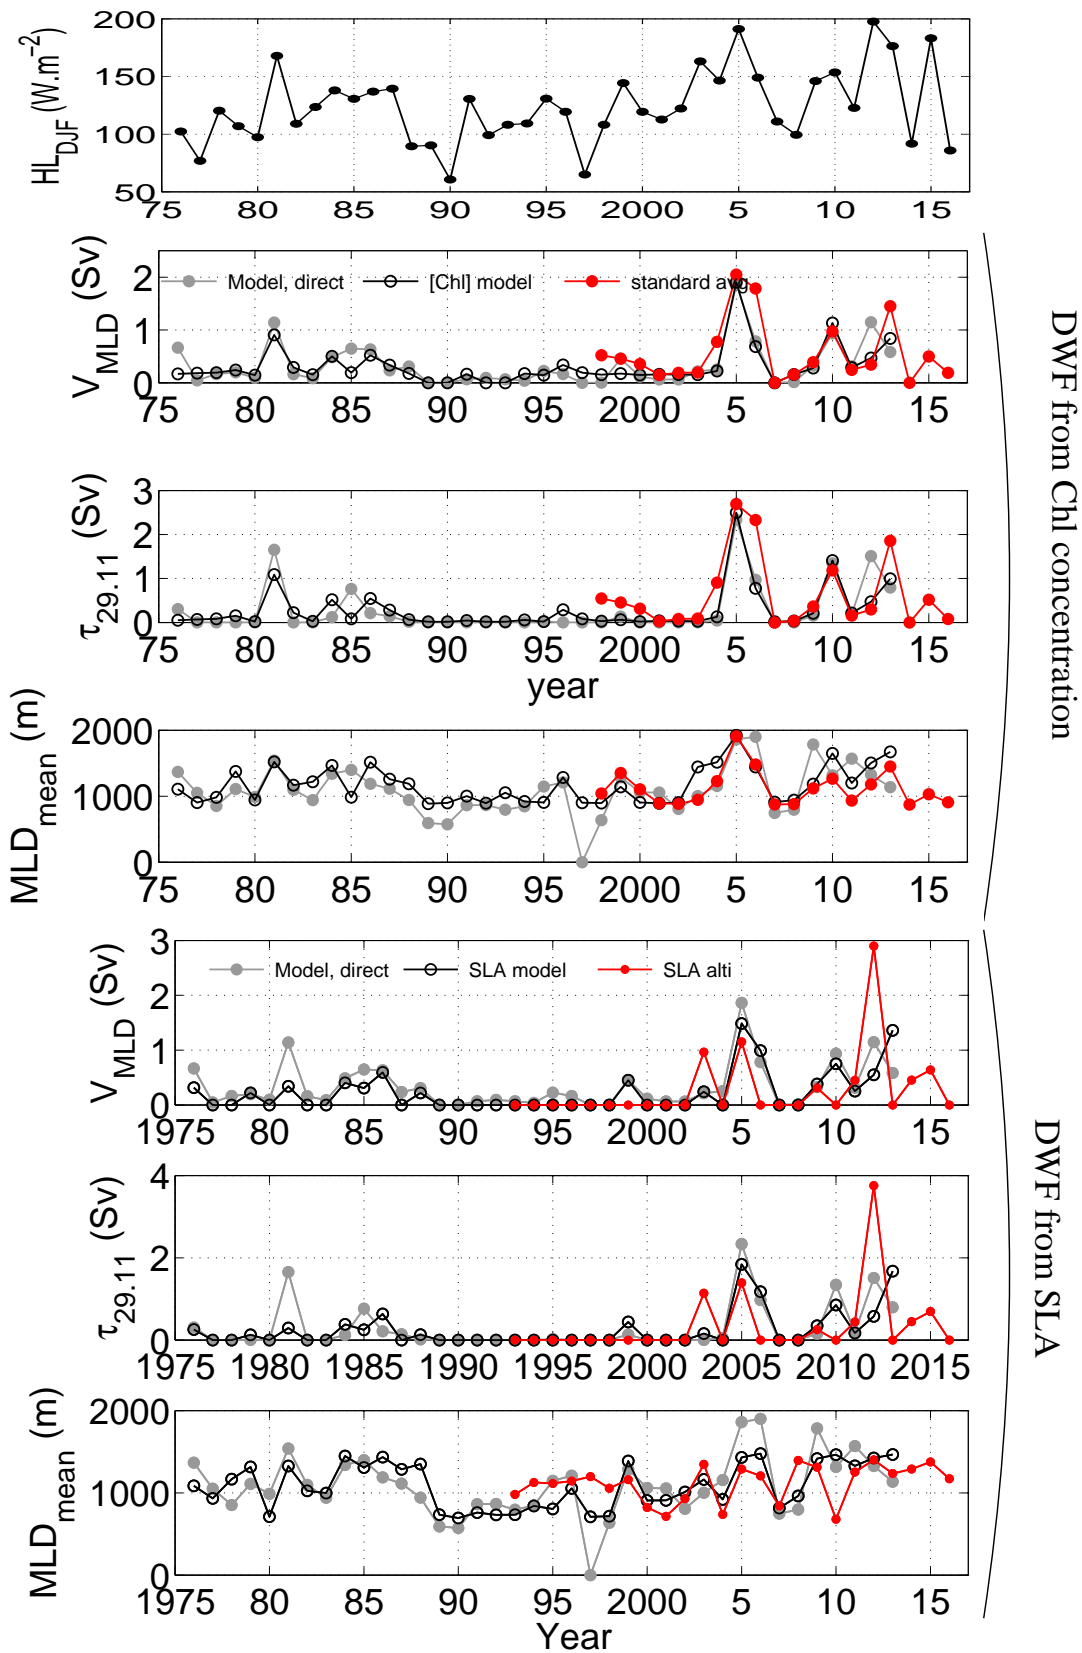 HL_DJF (W.m⁻²)
200
150
100
50
75 80 85 90 95 2000 5 10 15
V_MLD (Sv)
2
1
0
Model, direct [Chl] model standard avg
75 80 85 90 95 2000 5 10 15
τ_29.11 (Sv)
3
2
1
0
75 80 85 90 95 2000 5 10 15
year
MLD_mean (m)
2000
1000
0
75 80 85 90 95 2000 5 10 15
DWF from Chl concentration
V_MLD (Sv)
3
2
1
0
Model, direct SLA model SLA alti
1975 80 85 90 95 2000 5 10 15
τ_29.11 (Sv)
4
2
0
1975 1980 1985 1990 1995 2000 2005 2010 2015
MLD_mean (m)
2000
1000
0
1975 80 85 90 95 2000 5 10 15
Year
DWF from SLA